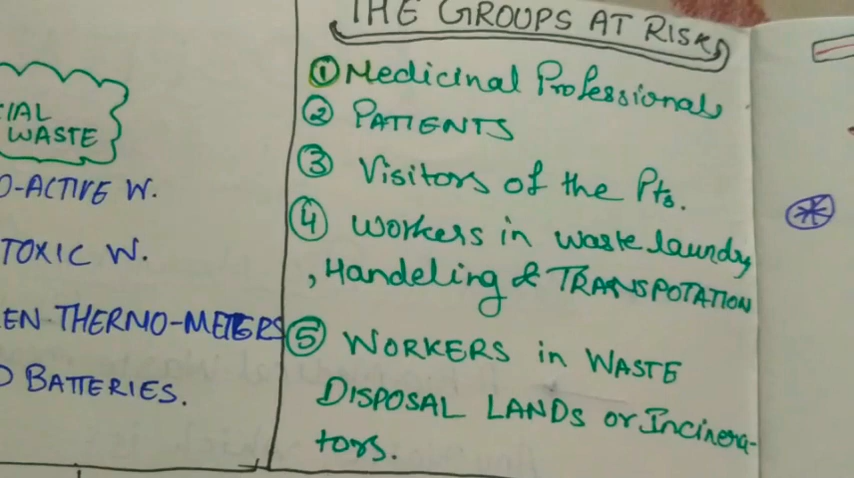 IAL
WASTE
O-ACTIVE W.
TOXIC W.
EN THERMO-METERS
BATTERIES.
THE GROUPS AT RISK
① Medicinal Professionals
② PATIENTS
③ Visitors of the Pts.
④ Workers in waste laundry
, Handeling & TRANSPOTATION
⑤ WORKERS in WASTE
DISPOSAL LANDS or Incinera-
tors.